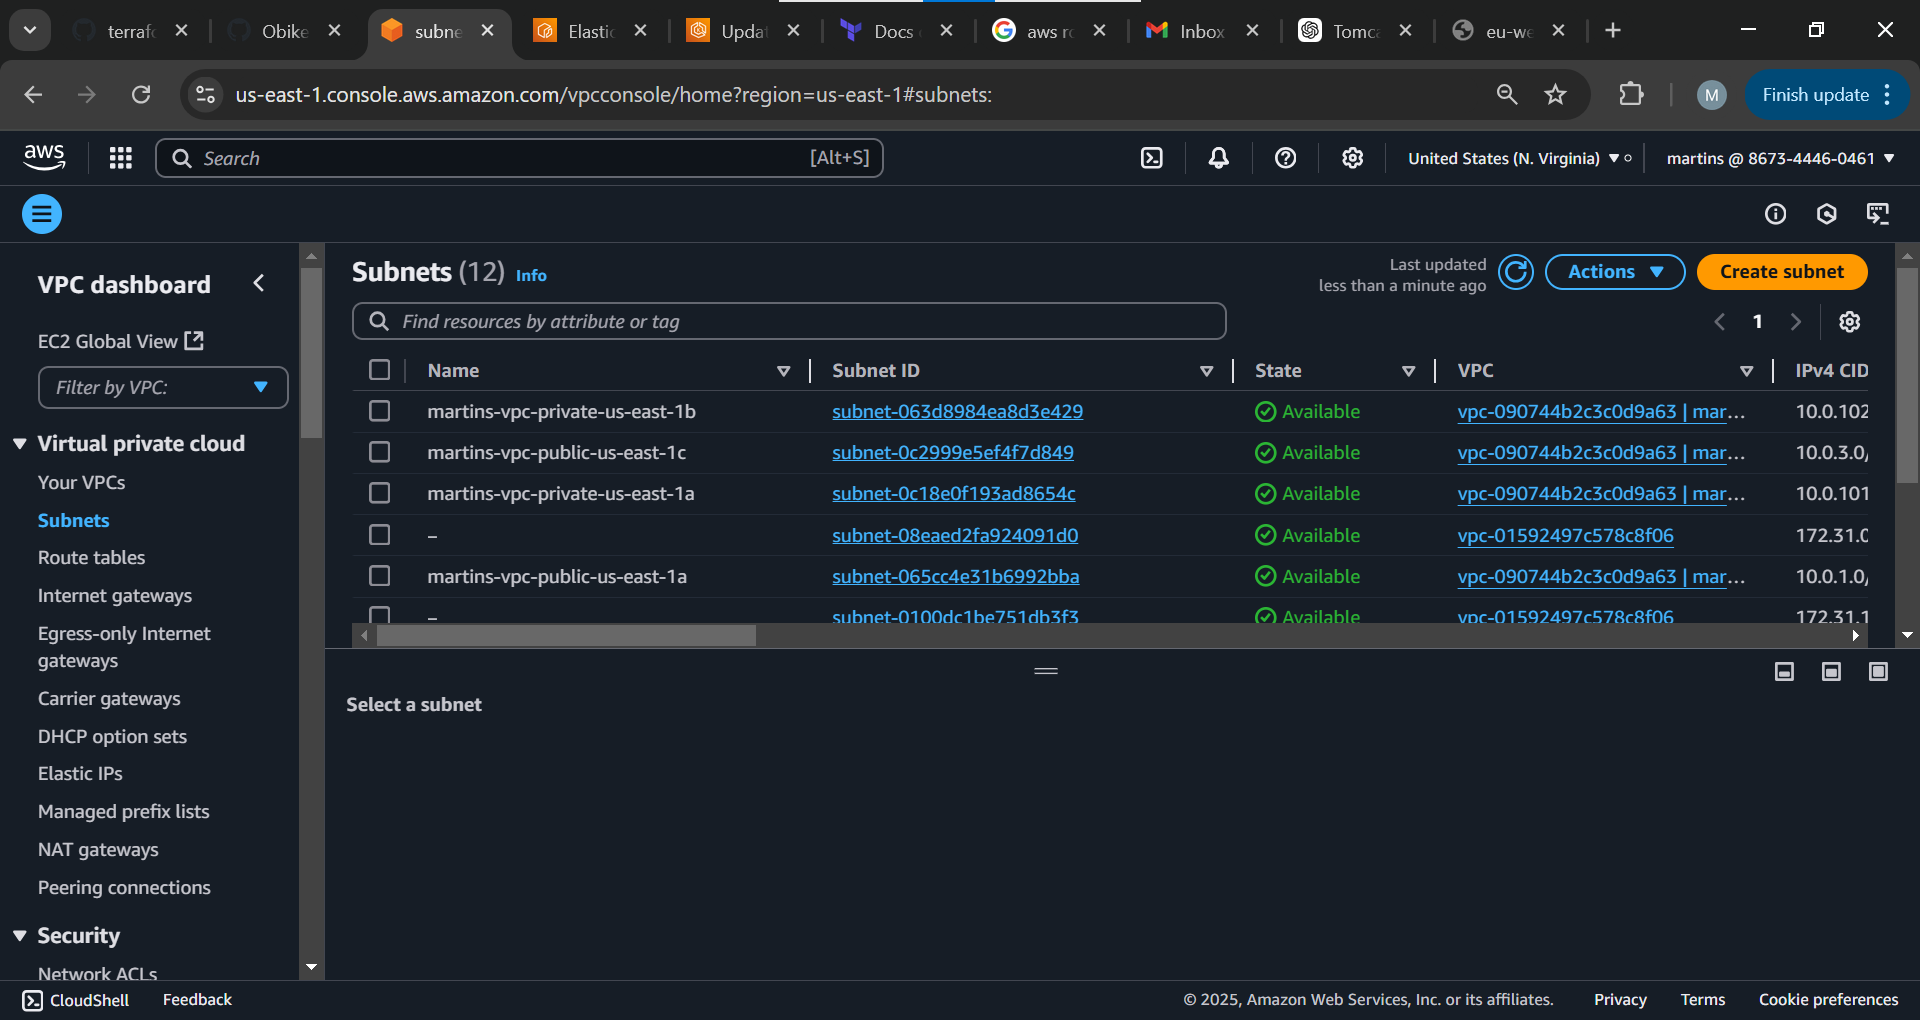 terrafo
Obike
subne
Elastic
Updat
Docs
aws ro
Inbox
Tomca
eu-we
us-east-1.console.aws.amazon.com/vpcconsole/home?region=us-east-1#subnets:
M
Finish update
aws
Search
[Alt+S]
United States (N. Virginia)
martins @ 8673-4446-0461
VPC dashboard
EC2 Global View
Filter by VPC:
Virtual private cloud
Your VPCs
Subnets
Route tables
Internet gateways
Egress-only Internet
gateways
Carrier gateways
DHCP option sets
Elastic IPs
Managed prefix lists
NAT gateways
Peering connections
Security
Network ACLs
Subnets (12) Info
Last updated
less than a minute ago
Actions
Create subnet
Find resources by attribute or tag
1
Name Subnet ID State VPC IPv4 CID
martins-vpc-private-us-east-1b subnet-063d8984ea8d3e429 Available vpc-090744b2c3c0d9a63 | mar... 10.0.102
martins-vpc-public-us-east-1c subnet-0c2999e5ef4f7d849 Available vpc-090744b2c3c0d9a63 | mar... 10.0.3.0/
martins-vpc-private-us-east-1a subnet-0c18e0f193ad8654c Available vpc-090744b2c3c0d9a63 | mar... 10.0.101
– subnet-08eaed2fa924091d0 Available vpc-01592497c578c8f06 172.31.0
martins-vpc-public-us-east-1a subnet-065cc4e31b6992bba Available vpc-090744b2c3c0d9a63 | mar... 10.0.1.0/
– subnet-0100dc1be751db3f3 Available vpc-01592497c578c8f06 172.31.1
Select a subnet
CloudShell
Feedback
© 2025, Amazon Web Services, Inc. or its affiliates.
Privacy
Terms
Cookie preferences